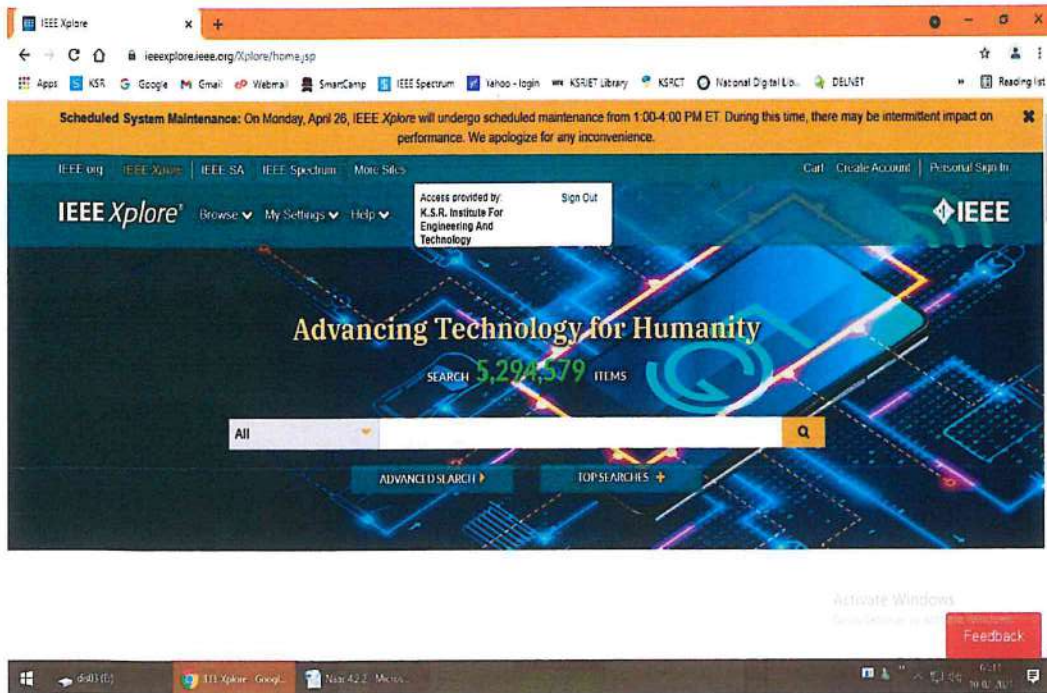 IEEE Xplore
ieeexplore.ieee.org/Xplore/home.jsp
Apps KSR Google Gmail Webmail SmartCamp IEEE Spectrum Yahoo - login KSRIET Library KSRCT National Digital Lib... DELNET » Reading list
Scheduled System Maintenance: On Monday, April 26, IEEE Xplore will undergo scheduled maintenance from 1:00-4:00 PM ET. During this time, there may be intermittent impact on
performance. We apologize for any inconvenience.
IEEE.org IEEE Xplore IEEE SA IEEE Spectrum More Sites Cart Create Account Personal Sign In
IEEE Xplore® Browse My Settings Help
Access provided by: Sign Out
K.S.R. Institute For
Engineering And
Technology
IEEE
Advancing Technology for Humanity
SEARCH 5,294,579 ITEMS
All
ADVANCED SEARCH TOP SEARCHES +
Activate Windows
Feedback